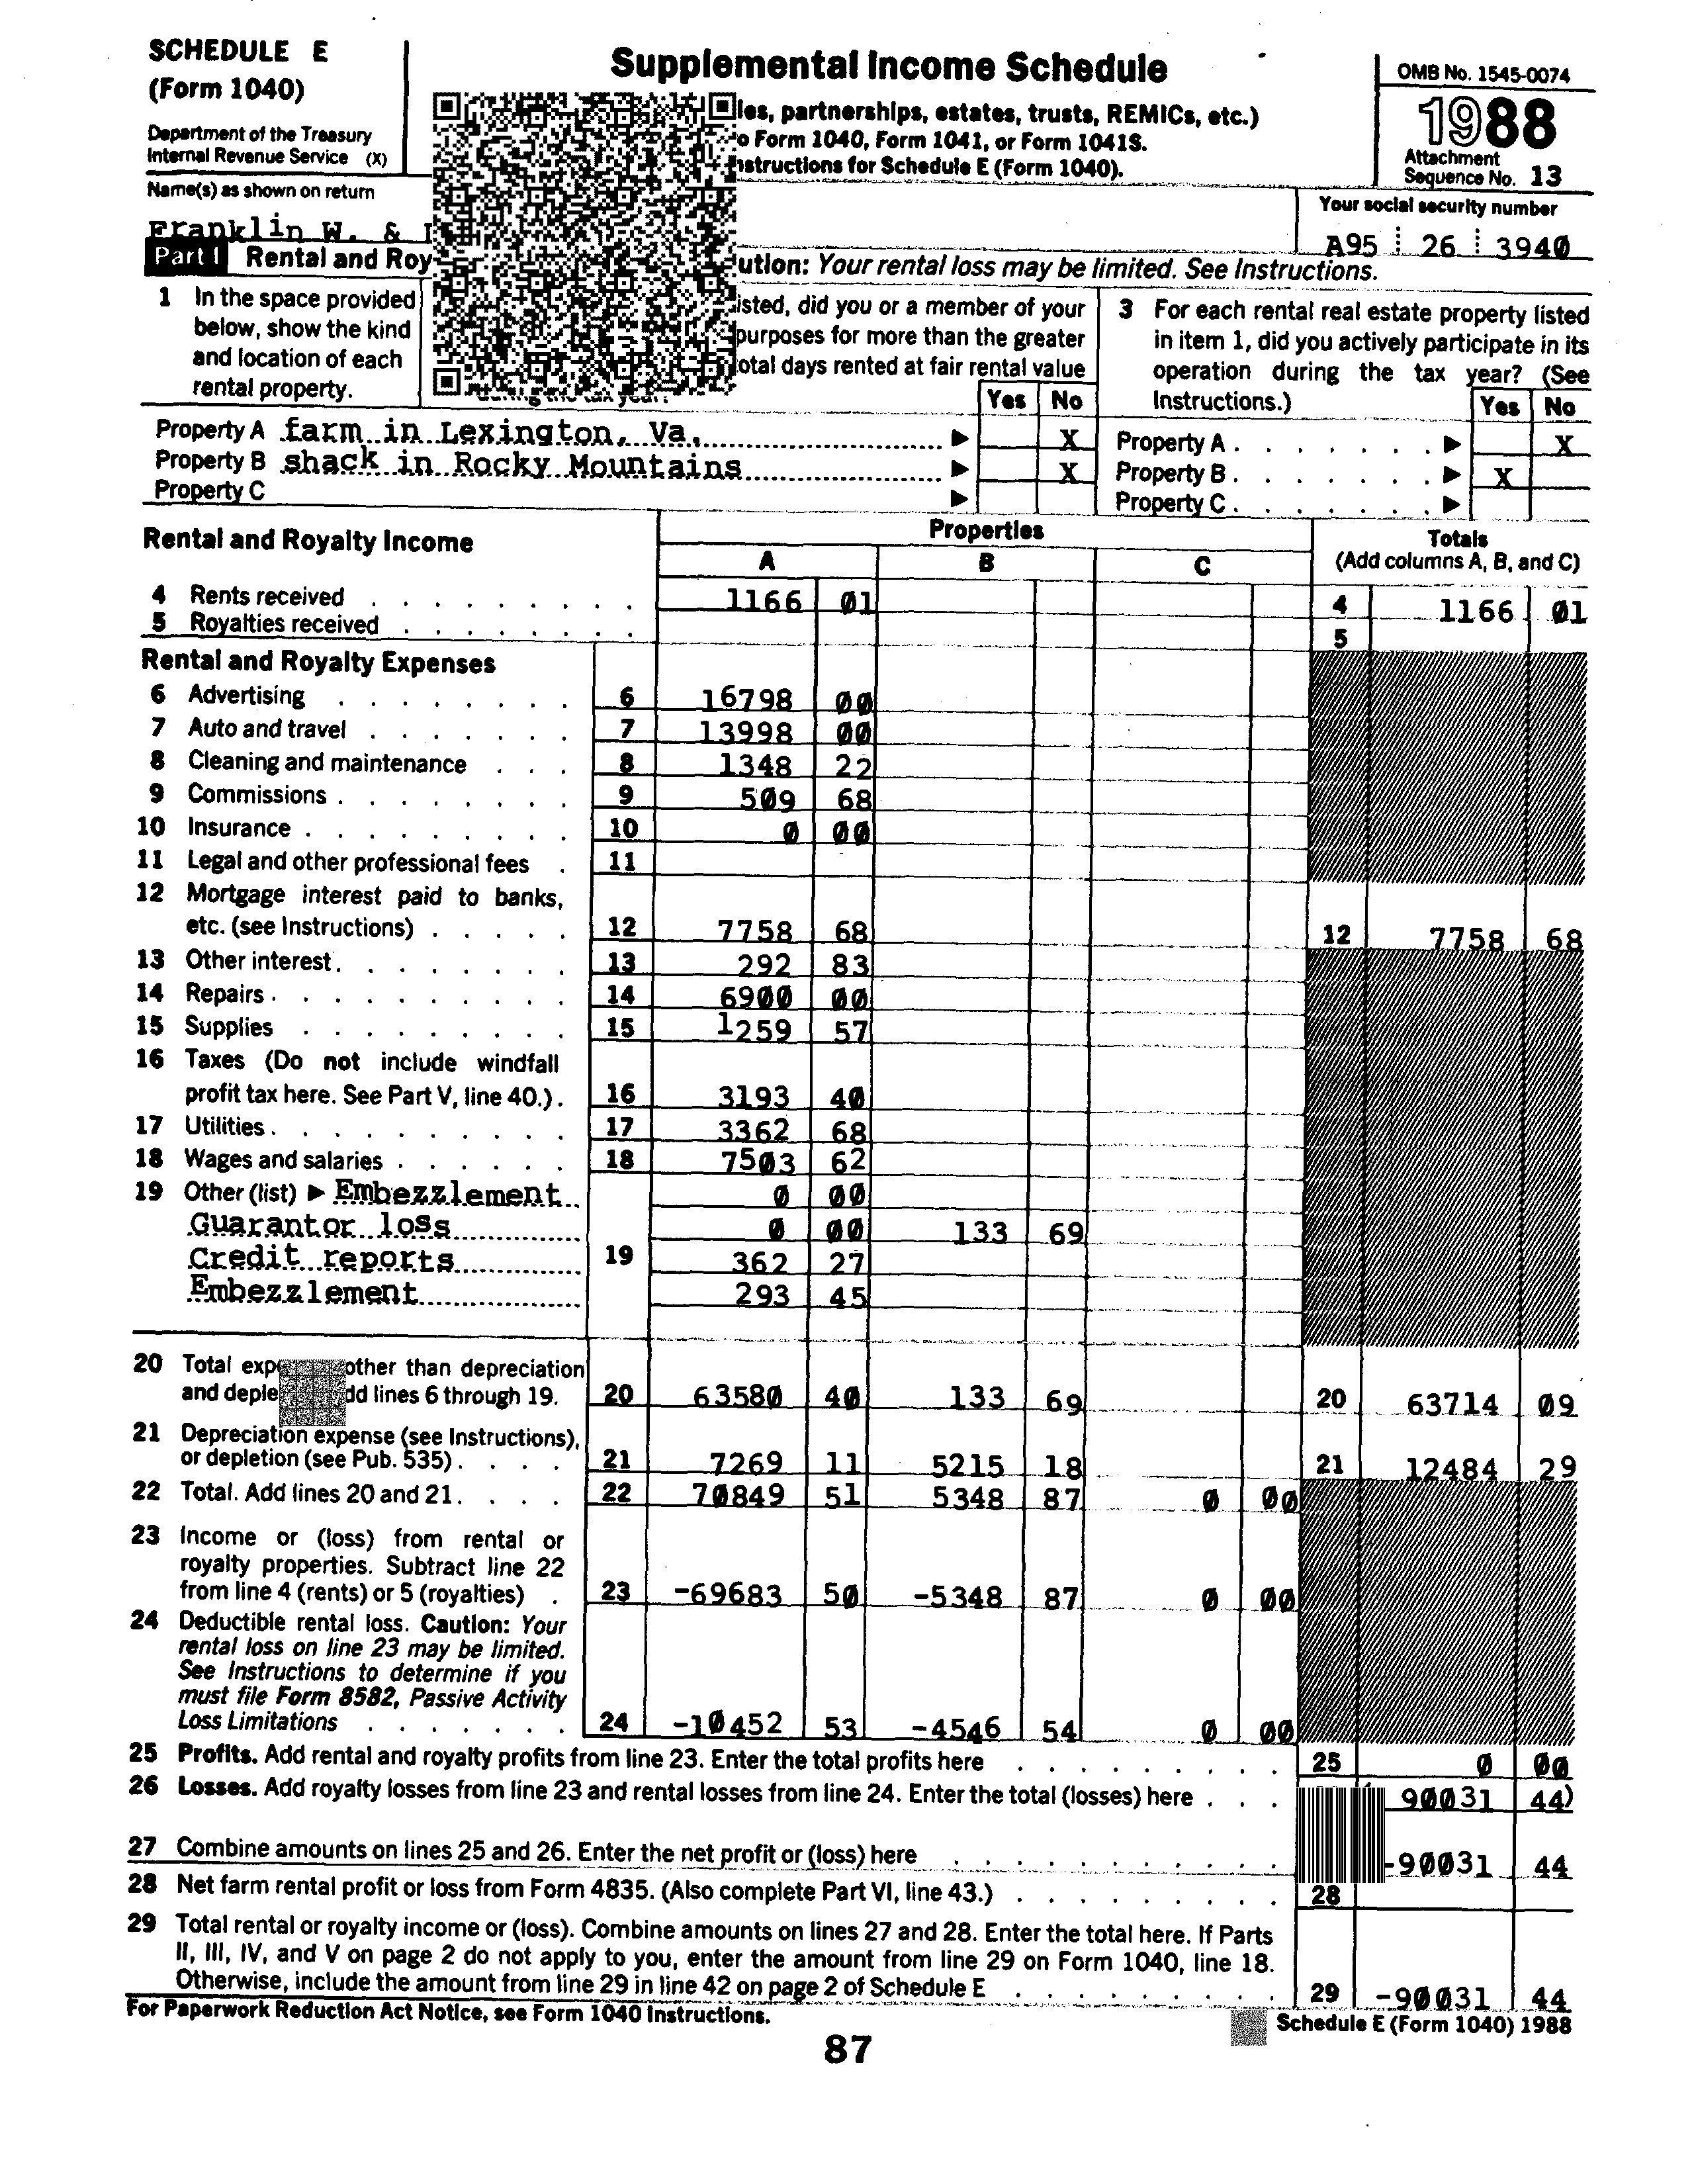 SCHEDULE E
(Form 1040)
Department of the Treasury
Internal Revenue Service (X)
Supplemental Income Schedule
les, partnerships, estates, trusts, REMICs, etc.)
o Form 1040, Form 1041, or Form 1041S.
nstructions for Schedule E (Form 1040).
OMB No. 1545-0074
1988
Attachment
Sequence No. 13
Name(s) as shown on return
Franklin W. &
Your social security number
A95 26 3940
Part I Rental and Roy
ution: Your rental loss may be limited. See Instructions.
1 In the space provided
below, show the kind
and location of each
rental property.
isted, did you or a member of your
purposes for more than the greater
otal days rented at fair rental value
during the tax year?
Yes No
3 For each rental real estate property listed
in item 1, did you actively participate in its
operation during the tax year? (See
Instructions.)
Yes No
Property A farm in Lexington, Va. X
Property B shack in Rocky Mountains X
Property C
Property A X
Property B X
Property C
Rental and Royalty Income
Properties
A B C
Totals
(Add columns A, B, and C)
4 Rents received 1166 01 4 1166 01
5 Royalties received 5
Rental and Royalty Expenses
6 Advertising 6 16798 00
7 Auto and travel 7 13998 00
8 Cleaning and maintenance 8 1348 22
9 Commissions 9 509 68
10 Insurance 10 0 00
11 Legal and other professional fees 11
12 Mortgage interest paid to banks,
etc. (see Instructions) 12 7758 68 12 7758 68
13 Other interest 13 292 83
14 Repairs 14 6900 00
15 Supplies 15 1259 57
16 Taxes (Do not include windfall
profit tax here. See Part V, line 40.) 16 3193 40
17 Utilities 17 3362 68
18 Wages and salaries 18 7503 62
19 Other (list) ▶ Embezzlement 0 00
Guarantor loss 0 00 133 69
Credit reports 19 362 27
Embezzlement 293 45
20 Total exp other than depreciation
and deple dd lines 6 through 19. 20 63580 40 133 69 20 63714 09
21 Depreciation expense (see Instructions),
or depletion (see Pub. 535) 21 7269 11 5215 18 21 12484 29
22 Total. Add lines 20 and 21 22 70849 51 5348 87 0 00
23 Income or (loss) from rental or
royalty properties. Subtract line 22
from line 4 (rents) or 5 (royalties) 23 -69683 50 -5348 87 0 00
24 Deductible rental loss. Caution: Your
rental loss on line 23 may be limited.
See Instructions to determine if you
must file Form 8582, Passive Activity
Loss Limitations 24 -10452 53 -4546 54 0 00
25 Profits. Add rental and royalty profits from line 23. Enter the total profits here 25 0 00
26 Losses. Add royalty losses from line 23 and rental losses from line 24. Enter the total (losses) here 90031 44)
27 Combine amounts on lines 25 and 26. Enter the net profit or (loss) here -90031 44
28 Net farm rental profit or loss from Form 4835. (Also complete Part VI, line 43.) 28
29 Total rental or royalty income or (loss). Combine amounts on lines 27 and 28. Enter the total here. If Parts
II, III, IV, and V on page 2 do not apply to you, enter the amount from line 29 on Form 1040, line 18.
Otherwise, include the amount from line 29 in line 42 on page 2 of Schedule E 29 -90031 44
For Paperwork Reduction Act Notice, see Form 1040 Instructions.
Schedule E (Form 1040) 1988
87